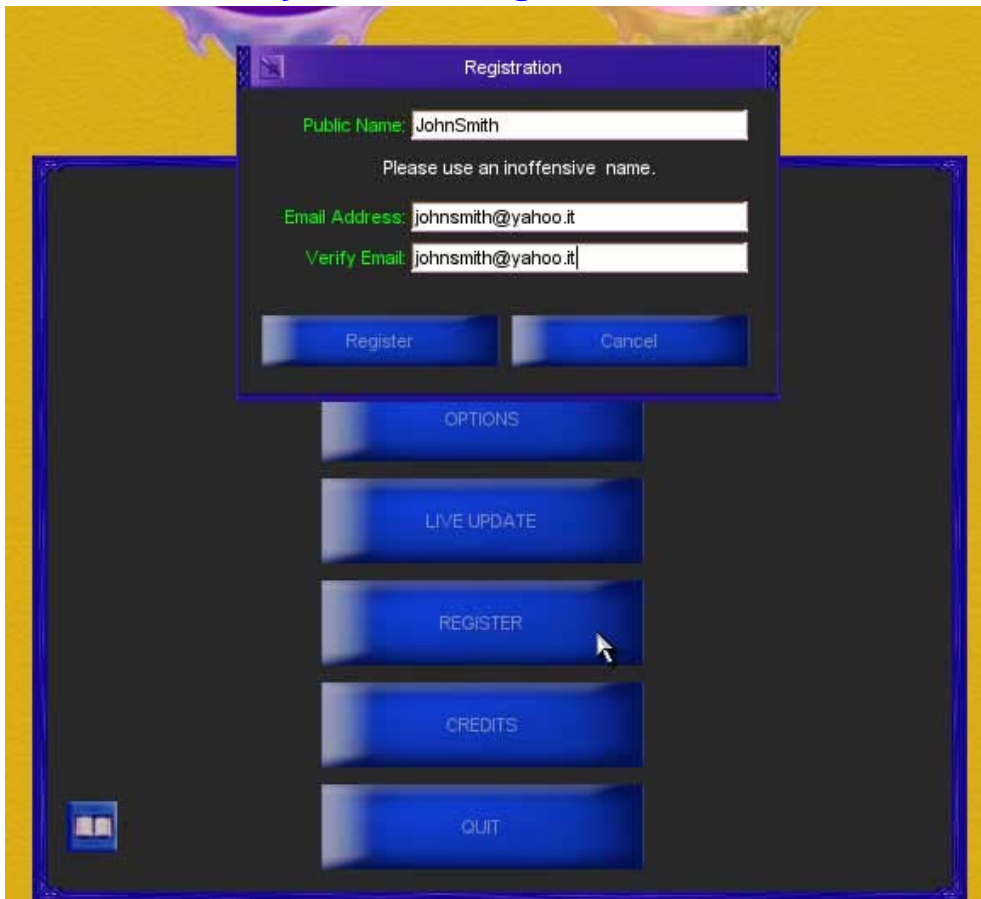 Registration
Public Name: JohnSmith
Please use an inoffensive name.
Email Address: johnsmith@yahoo.it
Verify Email: johnsmith@yahoo.it
Register Cancel
OPTIONS
LIVE UPDATE
REGISTER
CREDITS
QUIT